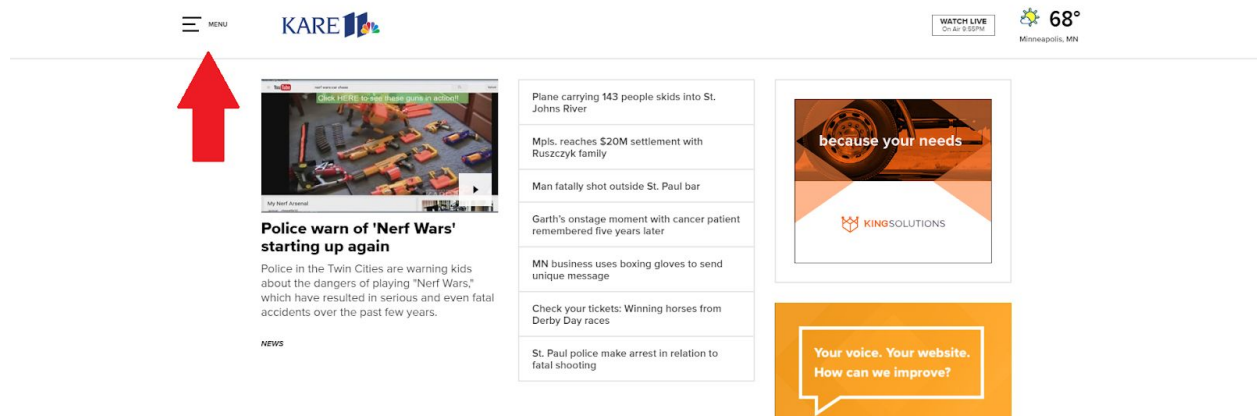 MENU
KARE 11
WATCH LIVE
On Air 9:55PM
68°
Minneapolis, MN
YouTube
Click HERE to see these guns in action!!
My Nerf Arsenal
Police warn of 'Nerf Wars'
starting up again
Police in the Twin Cities are warning kids
about the dangers of playing "Nerf Wars,"
which have resulted in serious and even fatal
accidents over the past few years.
NEWS
Plane carrying 143 people skids into St.
Johns River
Mpls. reaches $20M settlement with
Ruszczyk family
Man fatally shot outside St. Paul bar
Garth's onstage moment with cancer patient
remembered five years later
MN business uses boxing gloves to send
unique message
Check your tickets: Winning horses from
Derby Day races
St. Paul police make arrest in relation to
fatal shooting
because your needs
KINGSOLUTIONS
Your voice. Your website.
How can we improve?